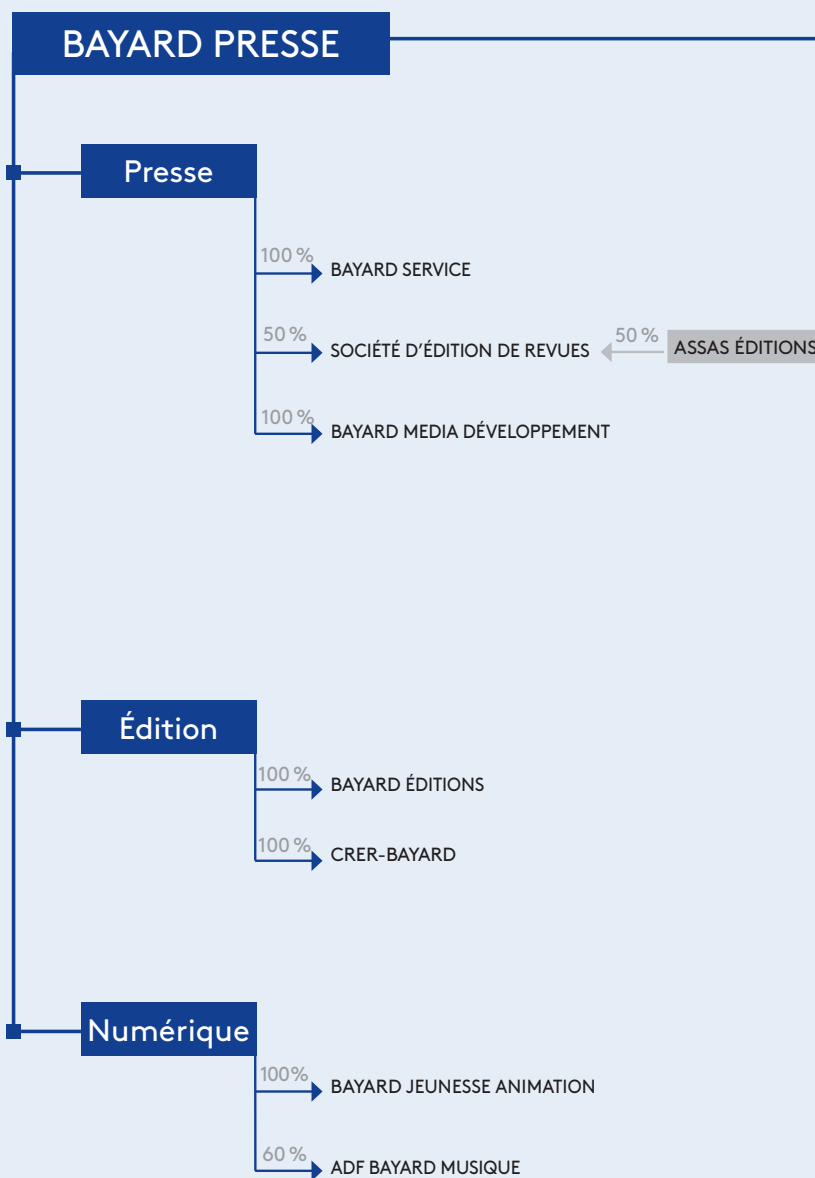 BAYARD PRESSE
Presse
100 %
BAYARD SERVICE
50 %
SOCIÉTÉ D’ÉDITION DE REVUES
50 %
ASSAS ÉDITIONS
100 %
BAYARD MEDIA DÉVELOPPEMENT
Édition
100 %
BAYARD ÉDITIONS
100 %
CRER-BAYARD
Numérique
100%
BAYARD JEUNESSE ANIMATION
60 %
ADF BAYARD MUSIQUE